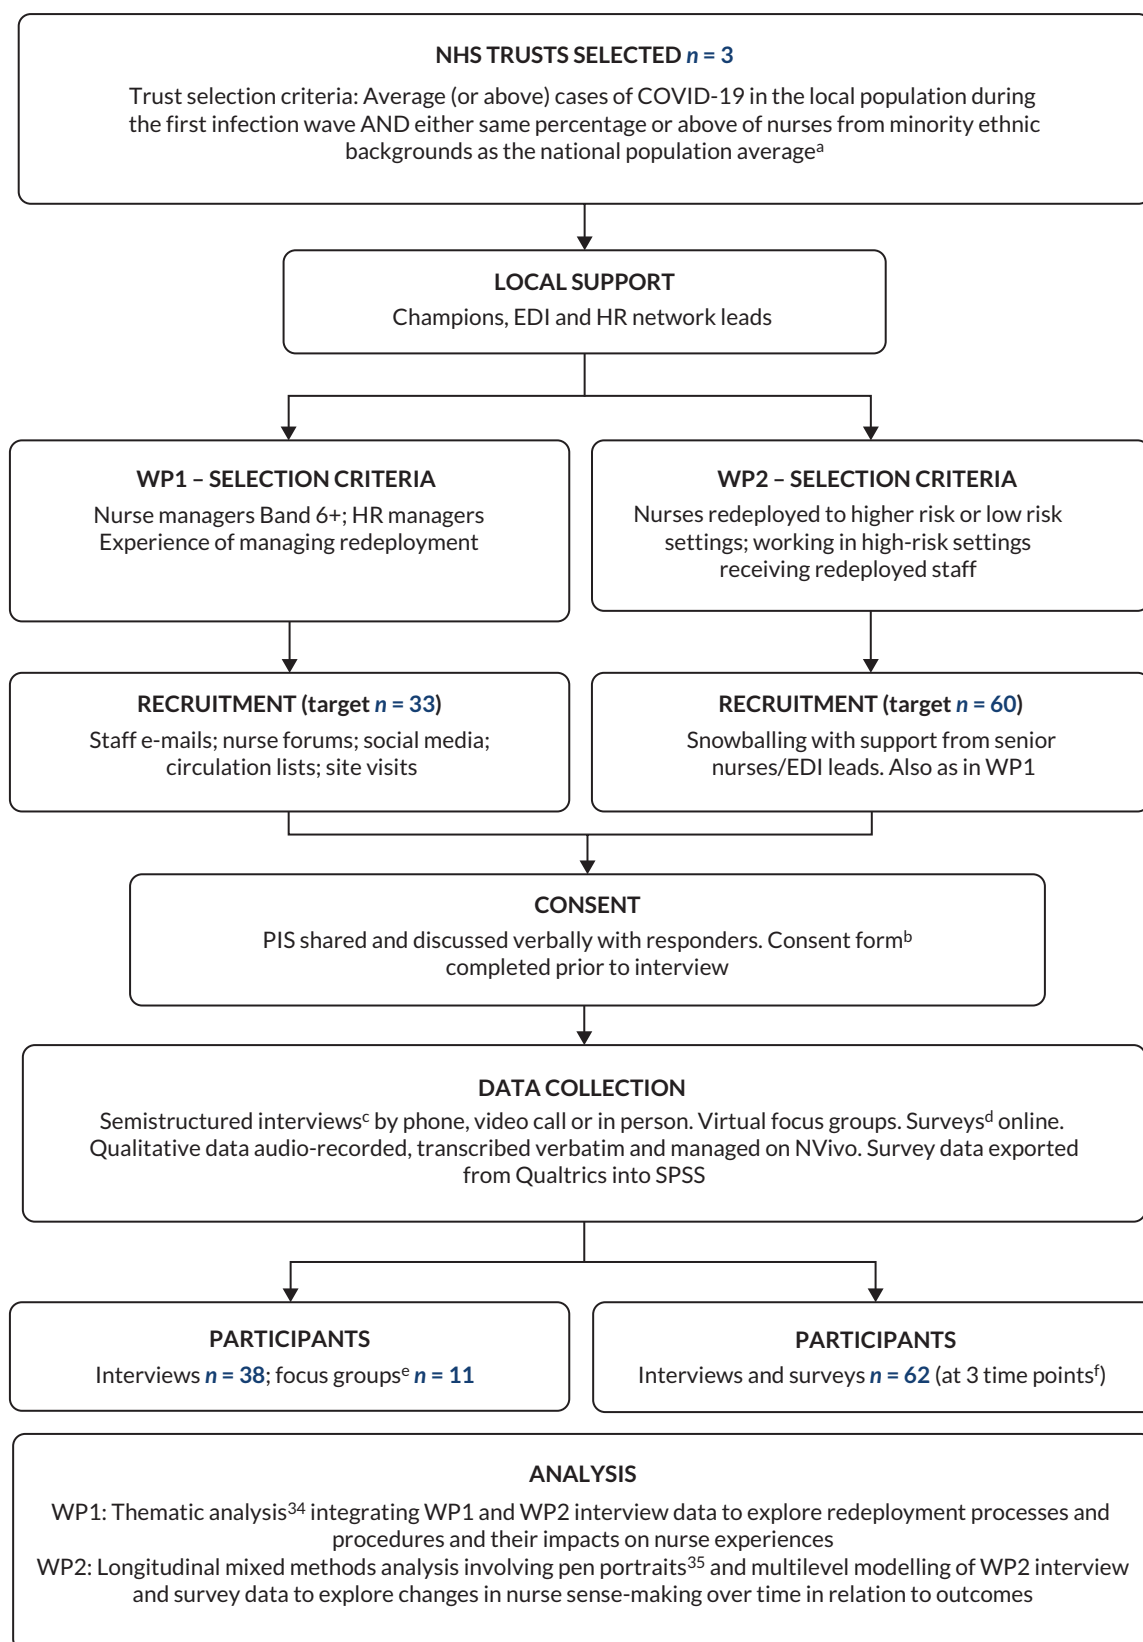 NHS TRUSTS SELECTED n = 3
Trust selection criteria: Average (or above) cases of COVID-19 in the local population during
the first infection wave AND either same percentage or above of nurses from minority ethnic
backgrounds as the national population averageᵃ
LOCAL SUPPORT
Champions, EDI and HR network leads
WP1 – SELECTION CRITERIA
Nurse managers Band 6+; HR managers
Experience of managing redeployment
WP2 – SELECTION CRITERIA
Nurses redeployed to higher risk or low risk
settings; working in high-risk settings
receiving redeployed staff
RECRUITMENT (target n = 33)
Staff e-mails; nurse forums; social media;
circulation lists; site visits
RECRUITMENT (target n = 60)
Snowballing with support from senior
nurses/EDI leads. Also as in WP1
CONSENT
PIS shared and discussed verbally with responders. Consent formᵇ
completed prior to interview
DATA COLLECTION
Semistructured interviewsᶜ by phone, video call or in person. Virtual focus groups. Surveysᵈ online.
Qualitative data audio-recorded, transcribed verbatim and managed on NVivo. Survey data exported
from Qualtrics into SPSS
PARTICIPANTS
Interviews n = 38; focus groupsᵉ n = 11
PARTICIPANTS
Interviews and surveys n = 62 (at 3 time pointsᶠ)
ANALYSIS
WP1: Thematic analysis³⁴ integrating WP1 and WP2 interview data to explore redeployment processes and
procedures and their impacts on nurse experiences
WP2: Longitudinal mixed methods analysis involving pen portraits³⁵ and multilevel modelling of WP2 interview
and survey data to explore changes in nurse sense-making over time in relation to outcomes